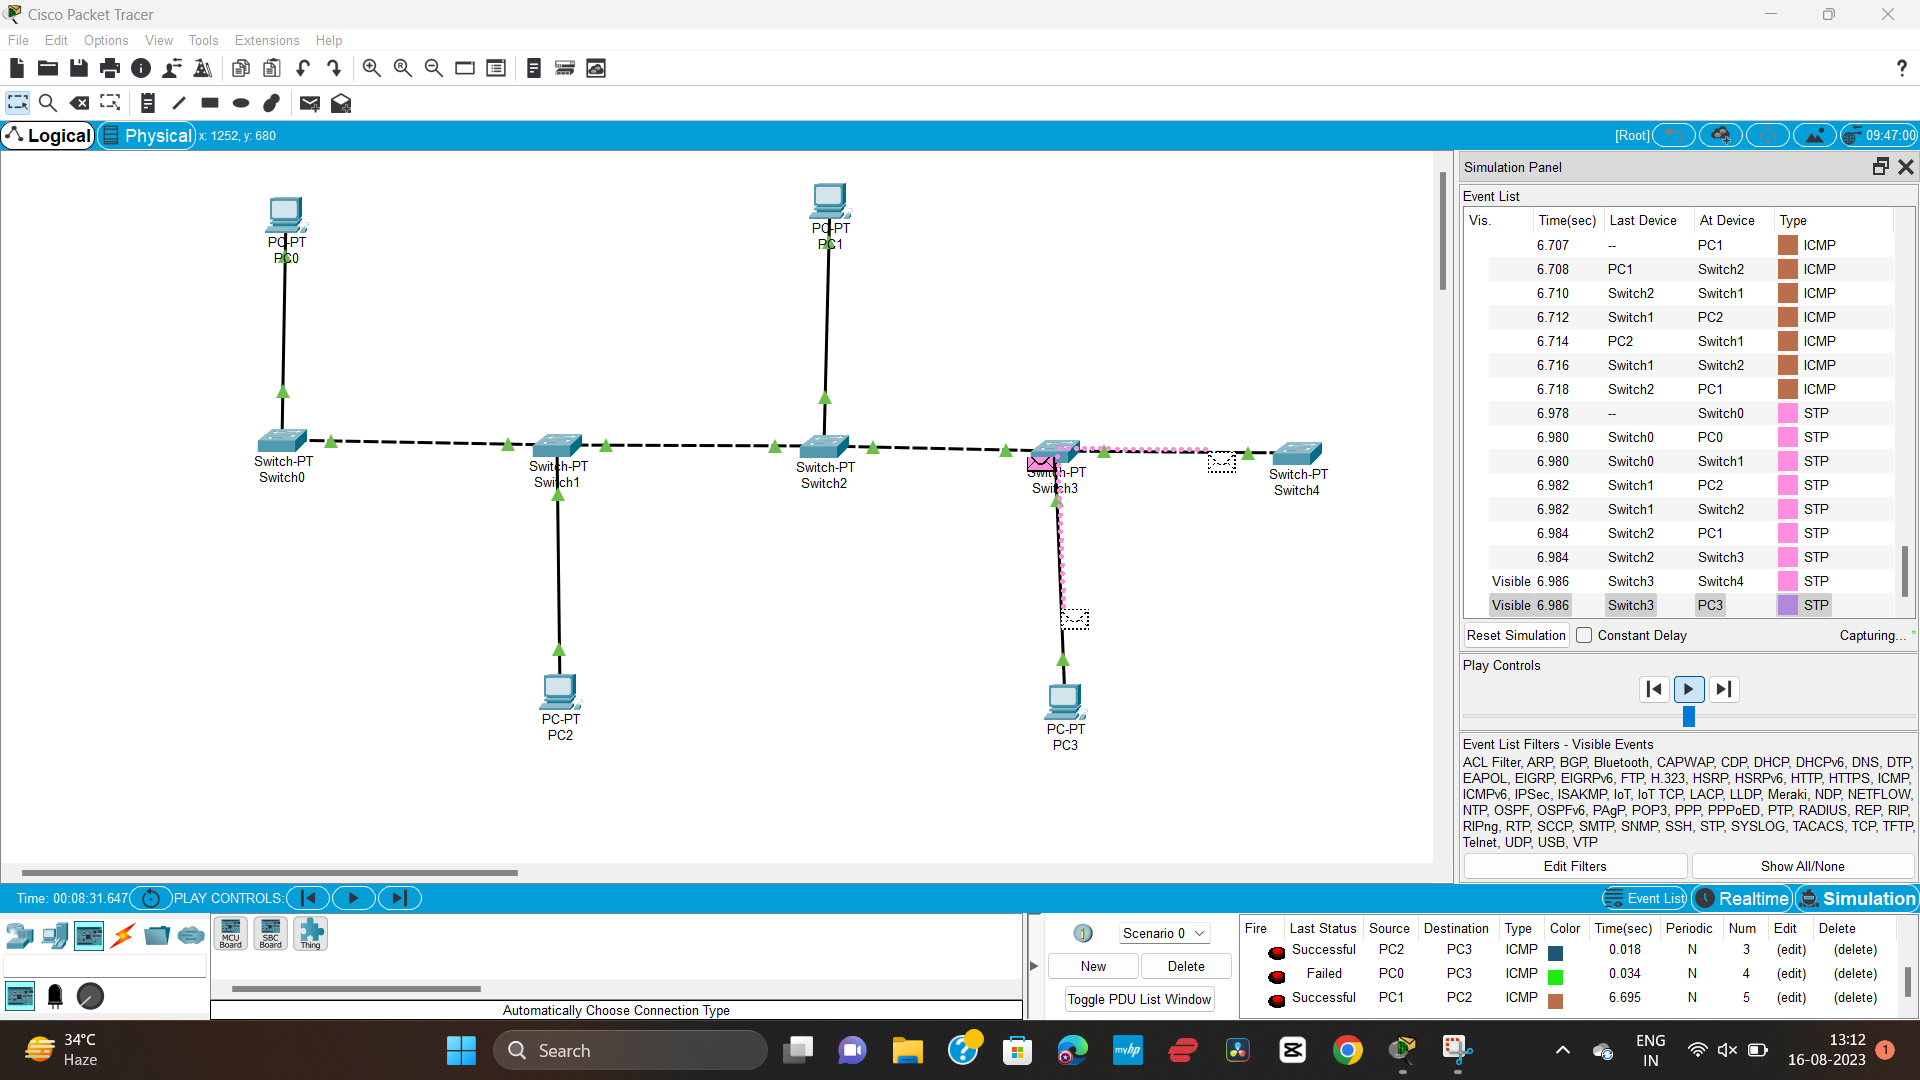 Cisco Packet Tracer
File Edit Options View Tools Extensions Help
Logical Physical x: 1252, y: 680 [Root] 09:47:00
PC-PT
PC0
PC-PT
PC1
Switch-PT
Switch0
Switch-PT
Switch1
Switch-PT
Switch2
Switch-PT
Switch3
Switch-PT
Switch4
PC-PT
PC2
PC-PT
PC3
Simulation Panel
Event List
Vis. Time(sec) Last Device At Device Type
6.707 -- PC1 ICMP
6.708 PC1 Switch2 ICMP
6.710 Switch2 Switch1 ICMP
6.712 Switch1 PC2 ICMP
6.714 PC2 Switch1 ICMP
6.716 Switch1 Switch2 ICMP
6.718 Switch2 PC1 ICMP
6.978 -- Switch0 STP
6.980 Switch0 PC0 STP
6.980 Switch0 Switch1 STP
6.982 Switch1 PC2 STP
6.982 Switch1 Switch2 STP
6.984 Switch2 PC1 STP
6.984 Switch2 Switch3 STP
Visible 6.986 Switch3 Switch4 STP
Visible 6.986 Switch3 PC3 STP
Reset Simulation Constant Delay Capturing... *
Play Controls
Event List Filters - Visible Events
ACL Filter, ARP, BGP, Bluetooth, CAPWAP, CDP, DHCP, DHCPv6, DNS, DTP,
EAPOL, EIGRP, EIGRPv6, FTP, H.323, HSRP, HSRPv6, HTTP, HTTPS, ICMP,
ICMPv6, IPSec, ISAKMP, IoT, IoT TCP, LACP, LLDP, Meraki, NDP, NETFLOW,
NTP, OSPF, OSPFv6, PAgP, POP3, PPP, PPPoED, PTP, RADIUS, REP, RIP,
RIPng, RTP, SCCP, SMTP, SNMP, SSH, STP, SYSLOG, TACACS, TCP, TFTP,
Telnet, UDP, USB, VTP
Edit Filters Show All/None
Time: 00:08:31.647 PLAY CONTROLS: Event List Realtime Simulation
MCU Board
SBC Board
Thing
Automatically Choose Connection Type
1 Scenario 0
New Delete
Toggle PDU List Window
Fire Last Status Source Destination Type Color Time(sec) Periodic Num Edit Delete
Successful PC2 PC3 ICMP 0.018 N 3 (edit) (delete)
Failed PC0 PC3 ICMP 0.034 N 4 (edit) (delete)
Successful PC1 PC2 ICMP 6.695 N 5 (edit) (delete)
34°C
Haze
Search
myhp
ENG
IN
13:12
16-08-2023
1